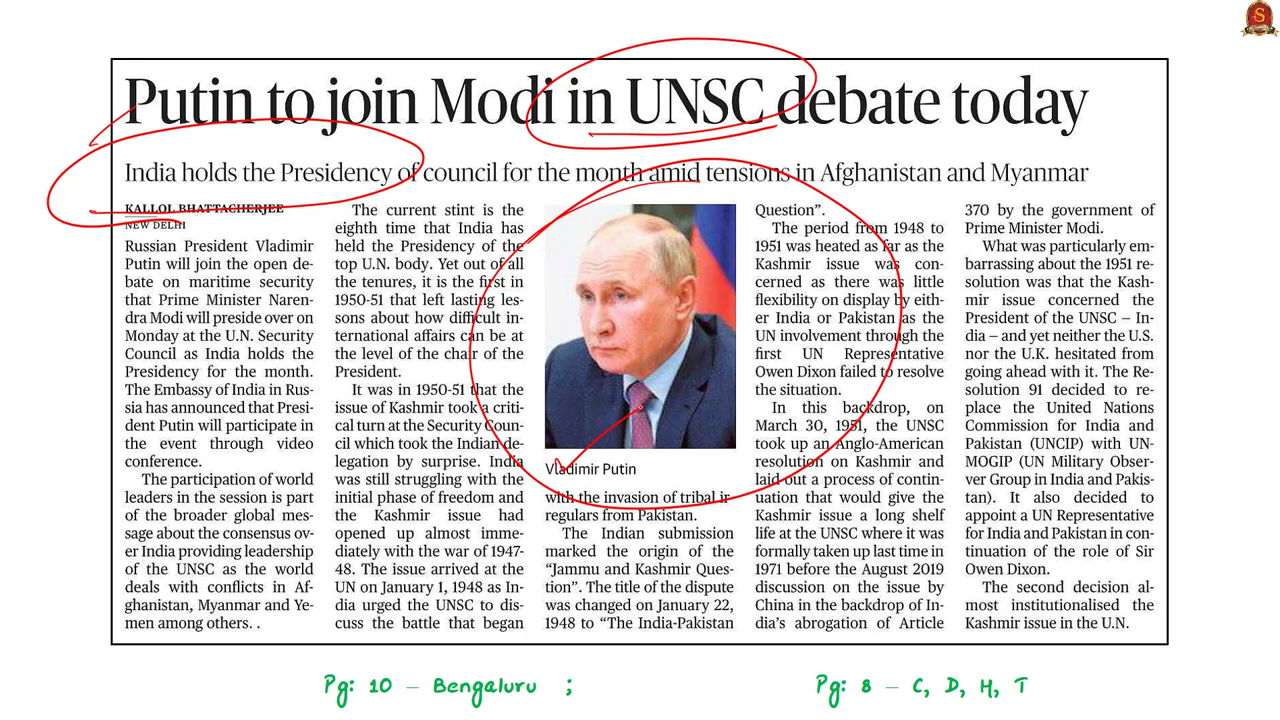 Putin to join Modi in UNSC debate today
India holds the Presidency of council for the month amid tensions in Afghanistan and Myanmar
KALLOL BHATTACHERJEE
NEW DELHI
Russian President Vladimir
Putin will join the open de-
bate on maritime security
that Prime Minister Naren-
dra Modi will preside over on
Monday at the U.N. Security
Council as India holds the
Presidency for the month.
The Embassy of India in Rus-
sia has announced that Presi-
dent Putin will participate in
the event through video
conference.
The participation of world
leaders in the session is part
of the broader global mes-
sage about the consensus ov-
er India providing leadership
of the UNSC as the world
deals with conflicts in Af-
ghanistan, Myanmar and Ye-
men among others. .
The current stint is the
eighth time that India has
held the Presidency of the
top U.N. body. Yet out of all
the tenures, it is the first in
1950-51 that left lasting les-
sons about how difficult in-
ternational affairs can be at
the level of the chair of the
President.
It was in 1950-51 that the
issue of Kashmir took a criti-
cal turn at the Security Coun-
cil which took the Indian de-
legation by surprise. India
was still struggling with the
initial phase of freedom and
the Kashmir issue had
opened up almost imme-
diately with the war of 1947-
48. The issue arrived at the
UN on January 1, 1948 as In-
dia urged the UNSC to dis-
cuss the battle that began
Vladimir Putin
with the invasion of tribal ir-
regulars from Pakistan.
The Indian submission
marked the origin of the
“Jammu and Kashmir Ques-
tion”. The title of the dispute
was changed on January 22,
1948 to “The India-Pakistan
Question”.
The period from 1948 to
1951 was heated as far as the
Kashmir issue was con-
cerned as there was little
flexibility on display by eith-
er India or Pakistan as the
UN involvement through the
first UN Representative
Owen Dixon failed to resolve
the situation.
In this backdrop, on
March 30, 1951, the UNSC
took up an Anglo-American
resolution on Kashmir and
laid out a process of contin-
uation that would give the
Kashmir issue a long shelf
life at the UNSC where it was
formally taken up last time in
1971 before the August 2019
discussion on the issue by
China in the backdrop of In-
dia’s abrogation of Article
370 by the government of
Prime Minister Modi.
What was particularly em-
barrassing about the 1951 re-
solution was that the Kash-
mir issue concerned the
President of the UNSC – In-
dia – and yet neither the U.S.
nor the U.K. hesitated from
going ahead with it. The Re-
solution 91 decided to re-
place the United Nations
Commission for India and
Pakistan (UNCIP) with UN-
MOGIP (UN Military Obser-
ver Group in India and Pakis-
tan). It also decided to
appoint a UN Representative
for India and Pakistan in con-
tinuation of the role of Sir
Owen Dixon.
The second decision al-
most institutionalised the
Kashmir issue in the U.N.
Pg: 10 – Bengaluru ;
Pg: 8 – C, D, H, T